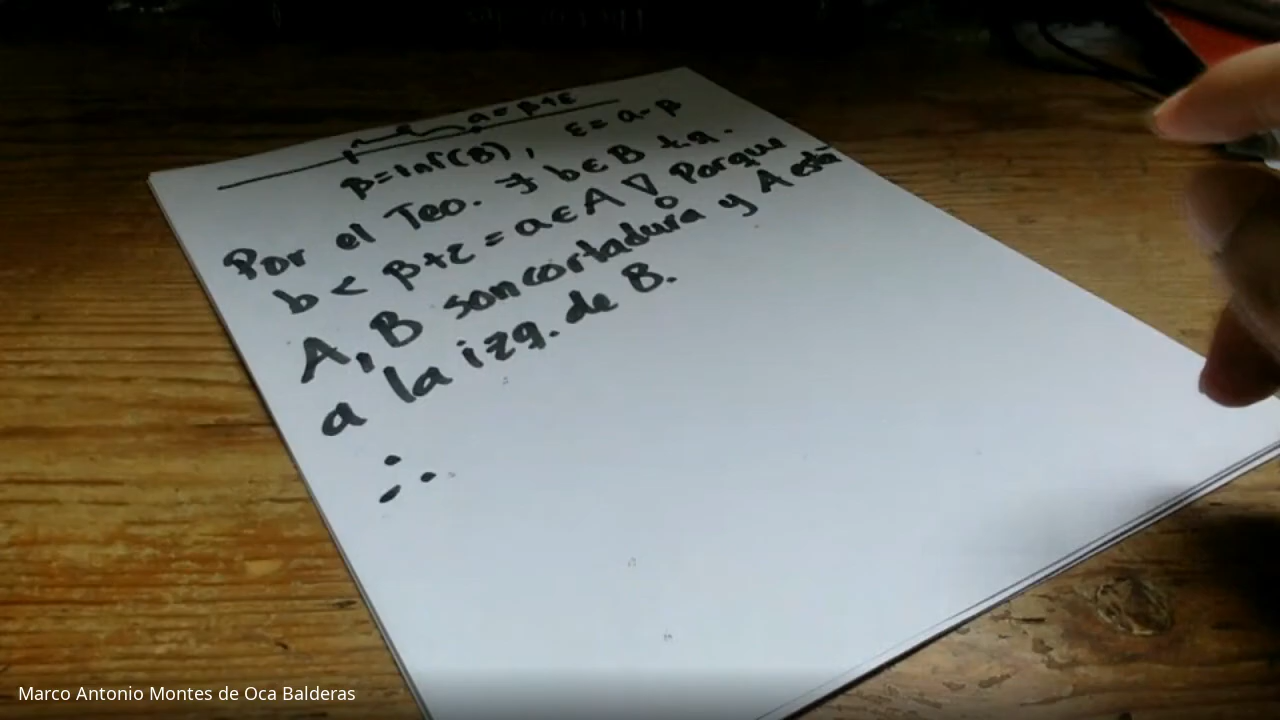 a = β+ε
β=inf(B), ε= a-β
Por el Teo. ∃ b∈B t.q.
b < β+ε = a∈A ∇ Porque
A,B son cortadura y A está
a la izq. de B.
∴
Marco Antonio Montes de Oca Balderas